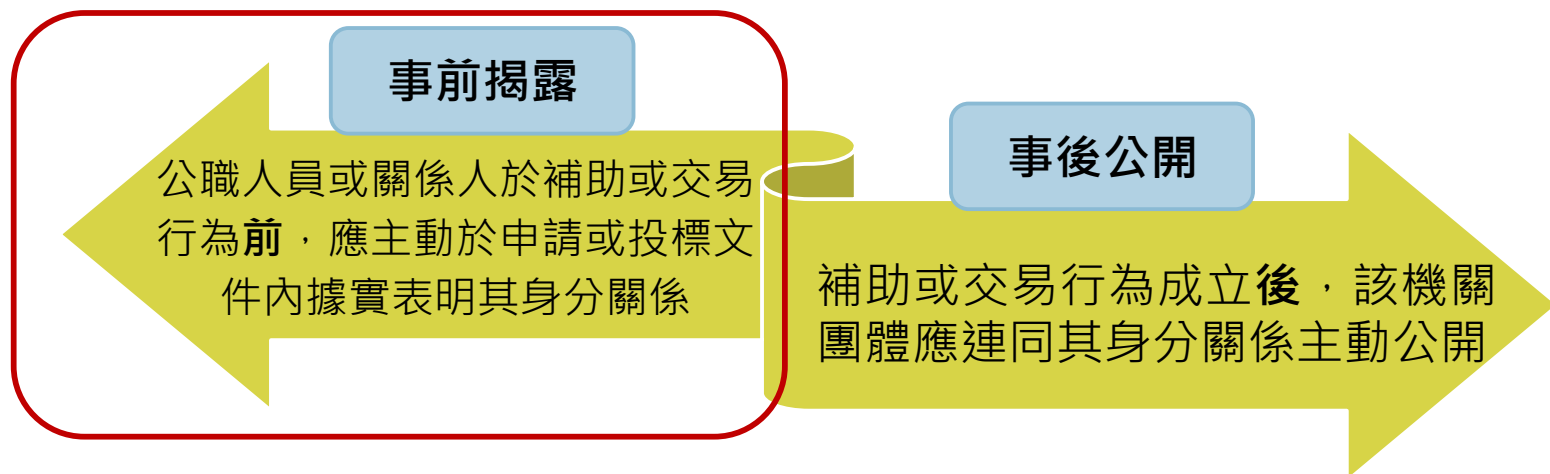 事前揭露
公職人員或關係人於補助或交易
行為前，應主動於申請或投標文
件內據實表明其身分關係
事後公開
補助或交易行為成立後，該機關
團體應連同其身分關係主動公開